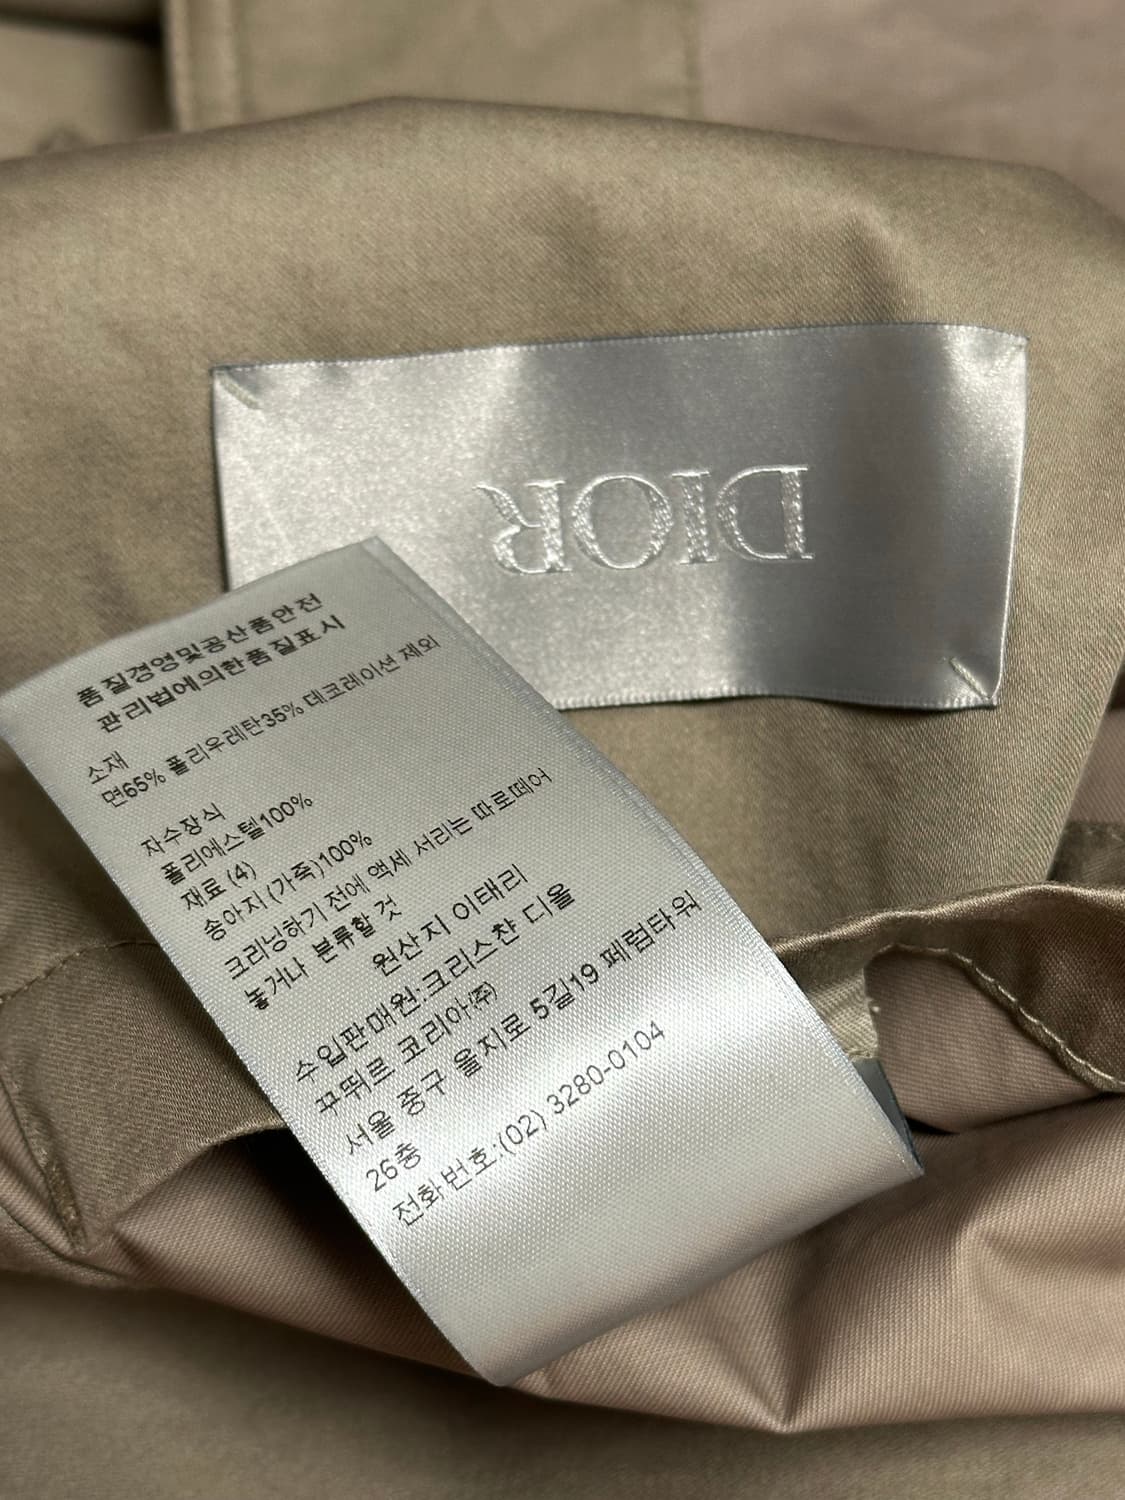 DIOR
품질경영및공산품안전
관리법에의한품질표시
소재
면65% 폴리우레탄35% 데코레이션 제외
자수장식
폴리에스텔100%
재료 (4)
송아지 (가죽)100%
크리닝하기 전에 액세 서리는 따로떼어
놓거나 분류할 것
원산지 이태리
수입판매원:크리스챤 디올
꾸뛰르 코리아(주)
서울 중구 을지로 5길19 페럼타워
26층
전화번호:(02) 3280-0104